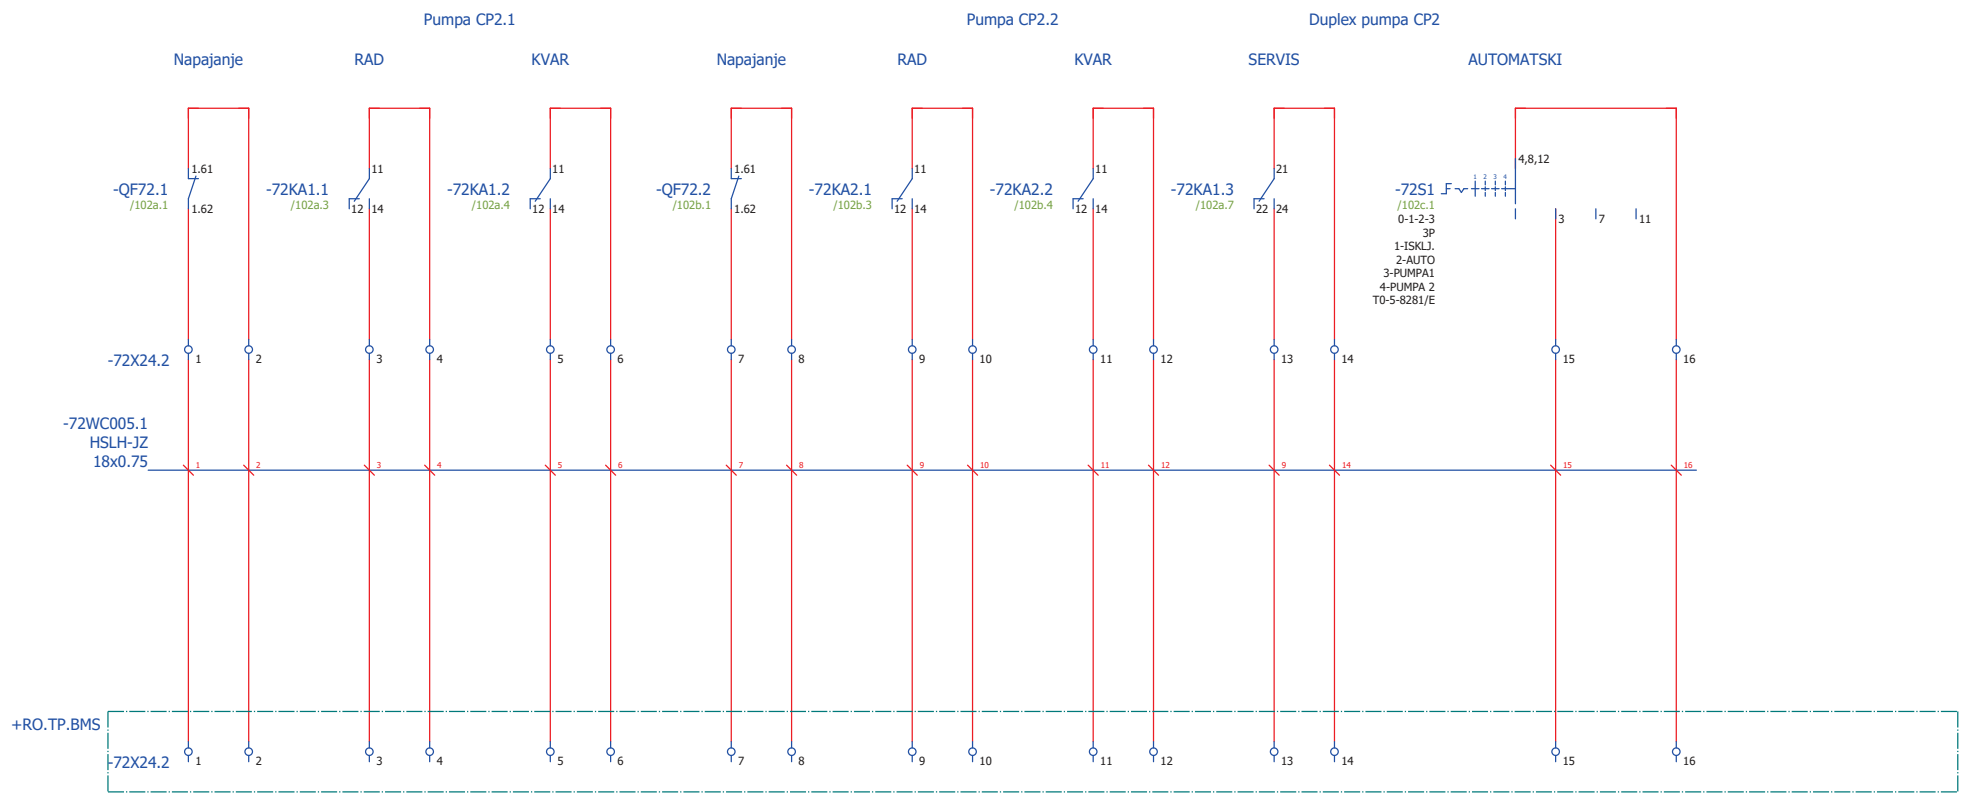 Pumpa CP2.1 Pumpa CP2.2 Duplex pumpa CP2
Napajanje RAD KVAR Napajanje RAD KVAR SERVIS AUTOMATSKI
4,8,12
1.61 11 11 1.61 11 11 21
1 2 3 4
-QF72.1 -72KA1.1 -72KA1.2 -QF72.2 -72KA2.1 -72KA2.2 -72KA1.3 -72S1
/102a.1 /102a.3 /102a.4 /102b.1 /102b.3 /102b.4 /102a.7 /102c.1
1.62 12 14 12 14 1.62 12 14 12 14 22 24
0-1-2-3 3 7 11
3P
1-ISKLJ.
2-AUTO
3-PUMPA1
4-PUMPA 2
T0-5-8281/E
-72X24.2 1 2 3 4 5 6 7 8 9 10 11 12 13 14 15 16
-72WC005.1
HSLH-JZ
18x0.75 1 2 3 4 5 6 7 8 9 10 11 12 9 14 15 16
+RO.TP.BMS
-72X24.2 1 2 3 4 5 6 7 8 9 10 11 12 13 14 15 16